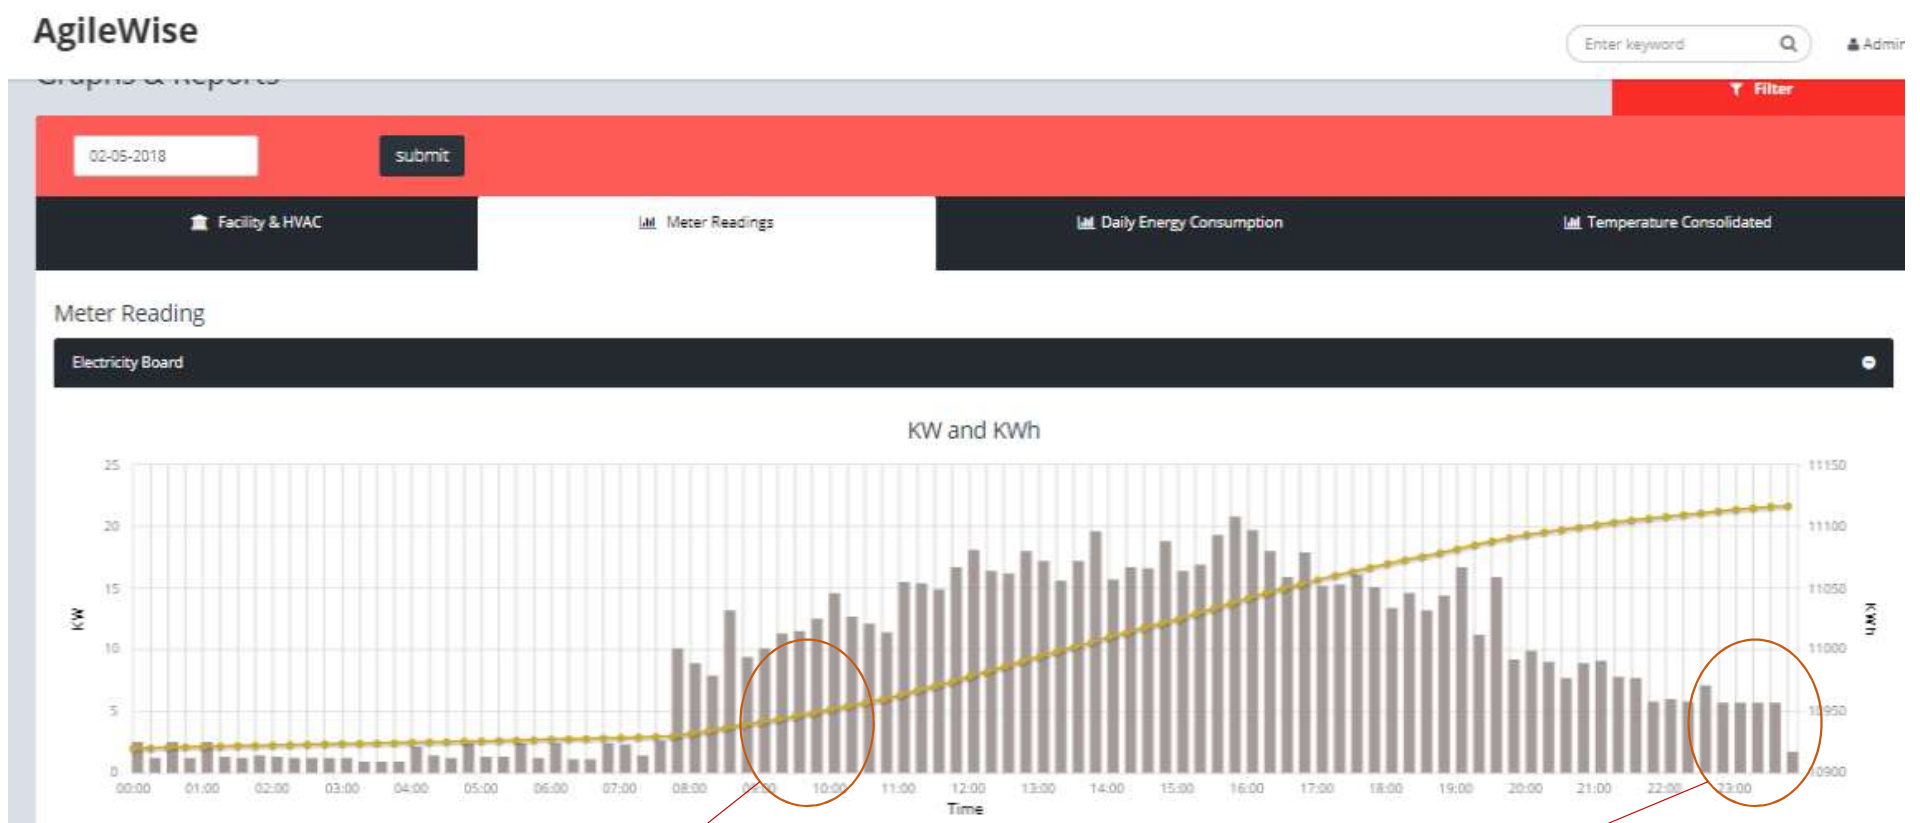 AgileWise
Enter keyword
Admin
Graphs & Reports
Filter
02-05-2018
submit
Facility & HVAC
Meter Readings
Daily Energy Consumption
Temperature Consolidated
Meter Reading
Electricity Board
KW and KWh
25
20
15
10
5
0
KW
11150
11100
11050
11000
10950
10900
KWh
00:00 01:00 02:00 03:00 04:00 05:00 06:00 07:00 08:00 09:00 10:00 11:00 12:00 13:00 14:00 15:00 16:00 17:00 18:00 19:00 20:00 21:00 22:00 23:00
Time